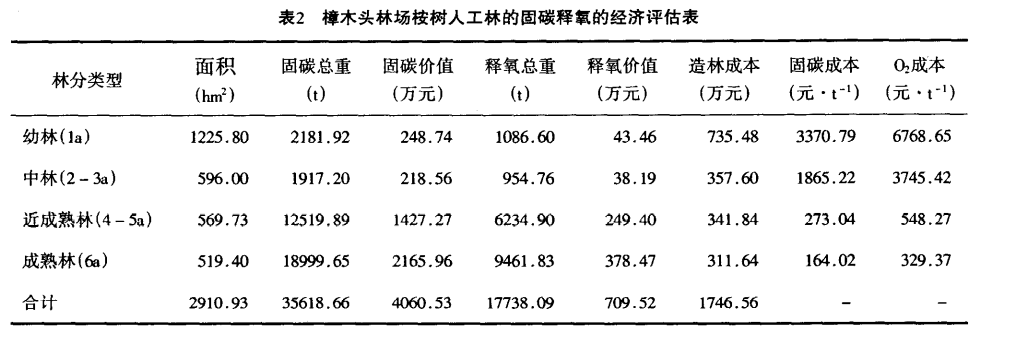 表2 樟木头林场桉树人工林的固碳释氧的经济评估表
林分类型 面积 固碳总重 固碳价值 释氧总重 释氧价值 造林成本 固碳成本 O₂成本
(hm²) (t) (万元) (t) (万元) (万元) (元·t⁻¹) (元·t⁻¹)
幼林(1a) 1225.80 2181.92 248.74 1086.60 43.46 735.48 3370.79 6768.65
中林(2-3a) 596.00 1917.20 218.56 954.76 38.19 357.60 1865.22 3745.42
近成熟林(4-5a) 569.73 12519.89 1427.27 6234.90 249.40 341.84 273.04 548.27
成熟林(6a) 519.40 18999.65 2165.96 9461.83 378.47 311.64 164.02 329.37
合计 2910.93 35618.66 4060.53 17738.09 709.52 1746.56 - -